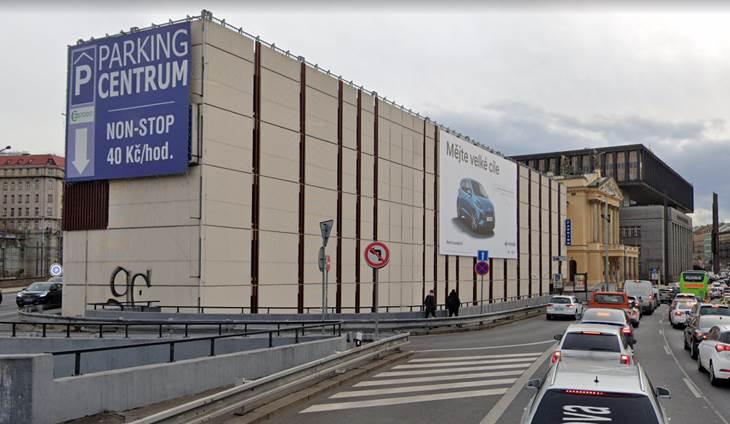 P
PARKING
CENTRUM
NON-STOP
40 Kč/hod.
Mějte velké cíle